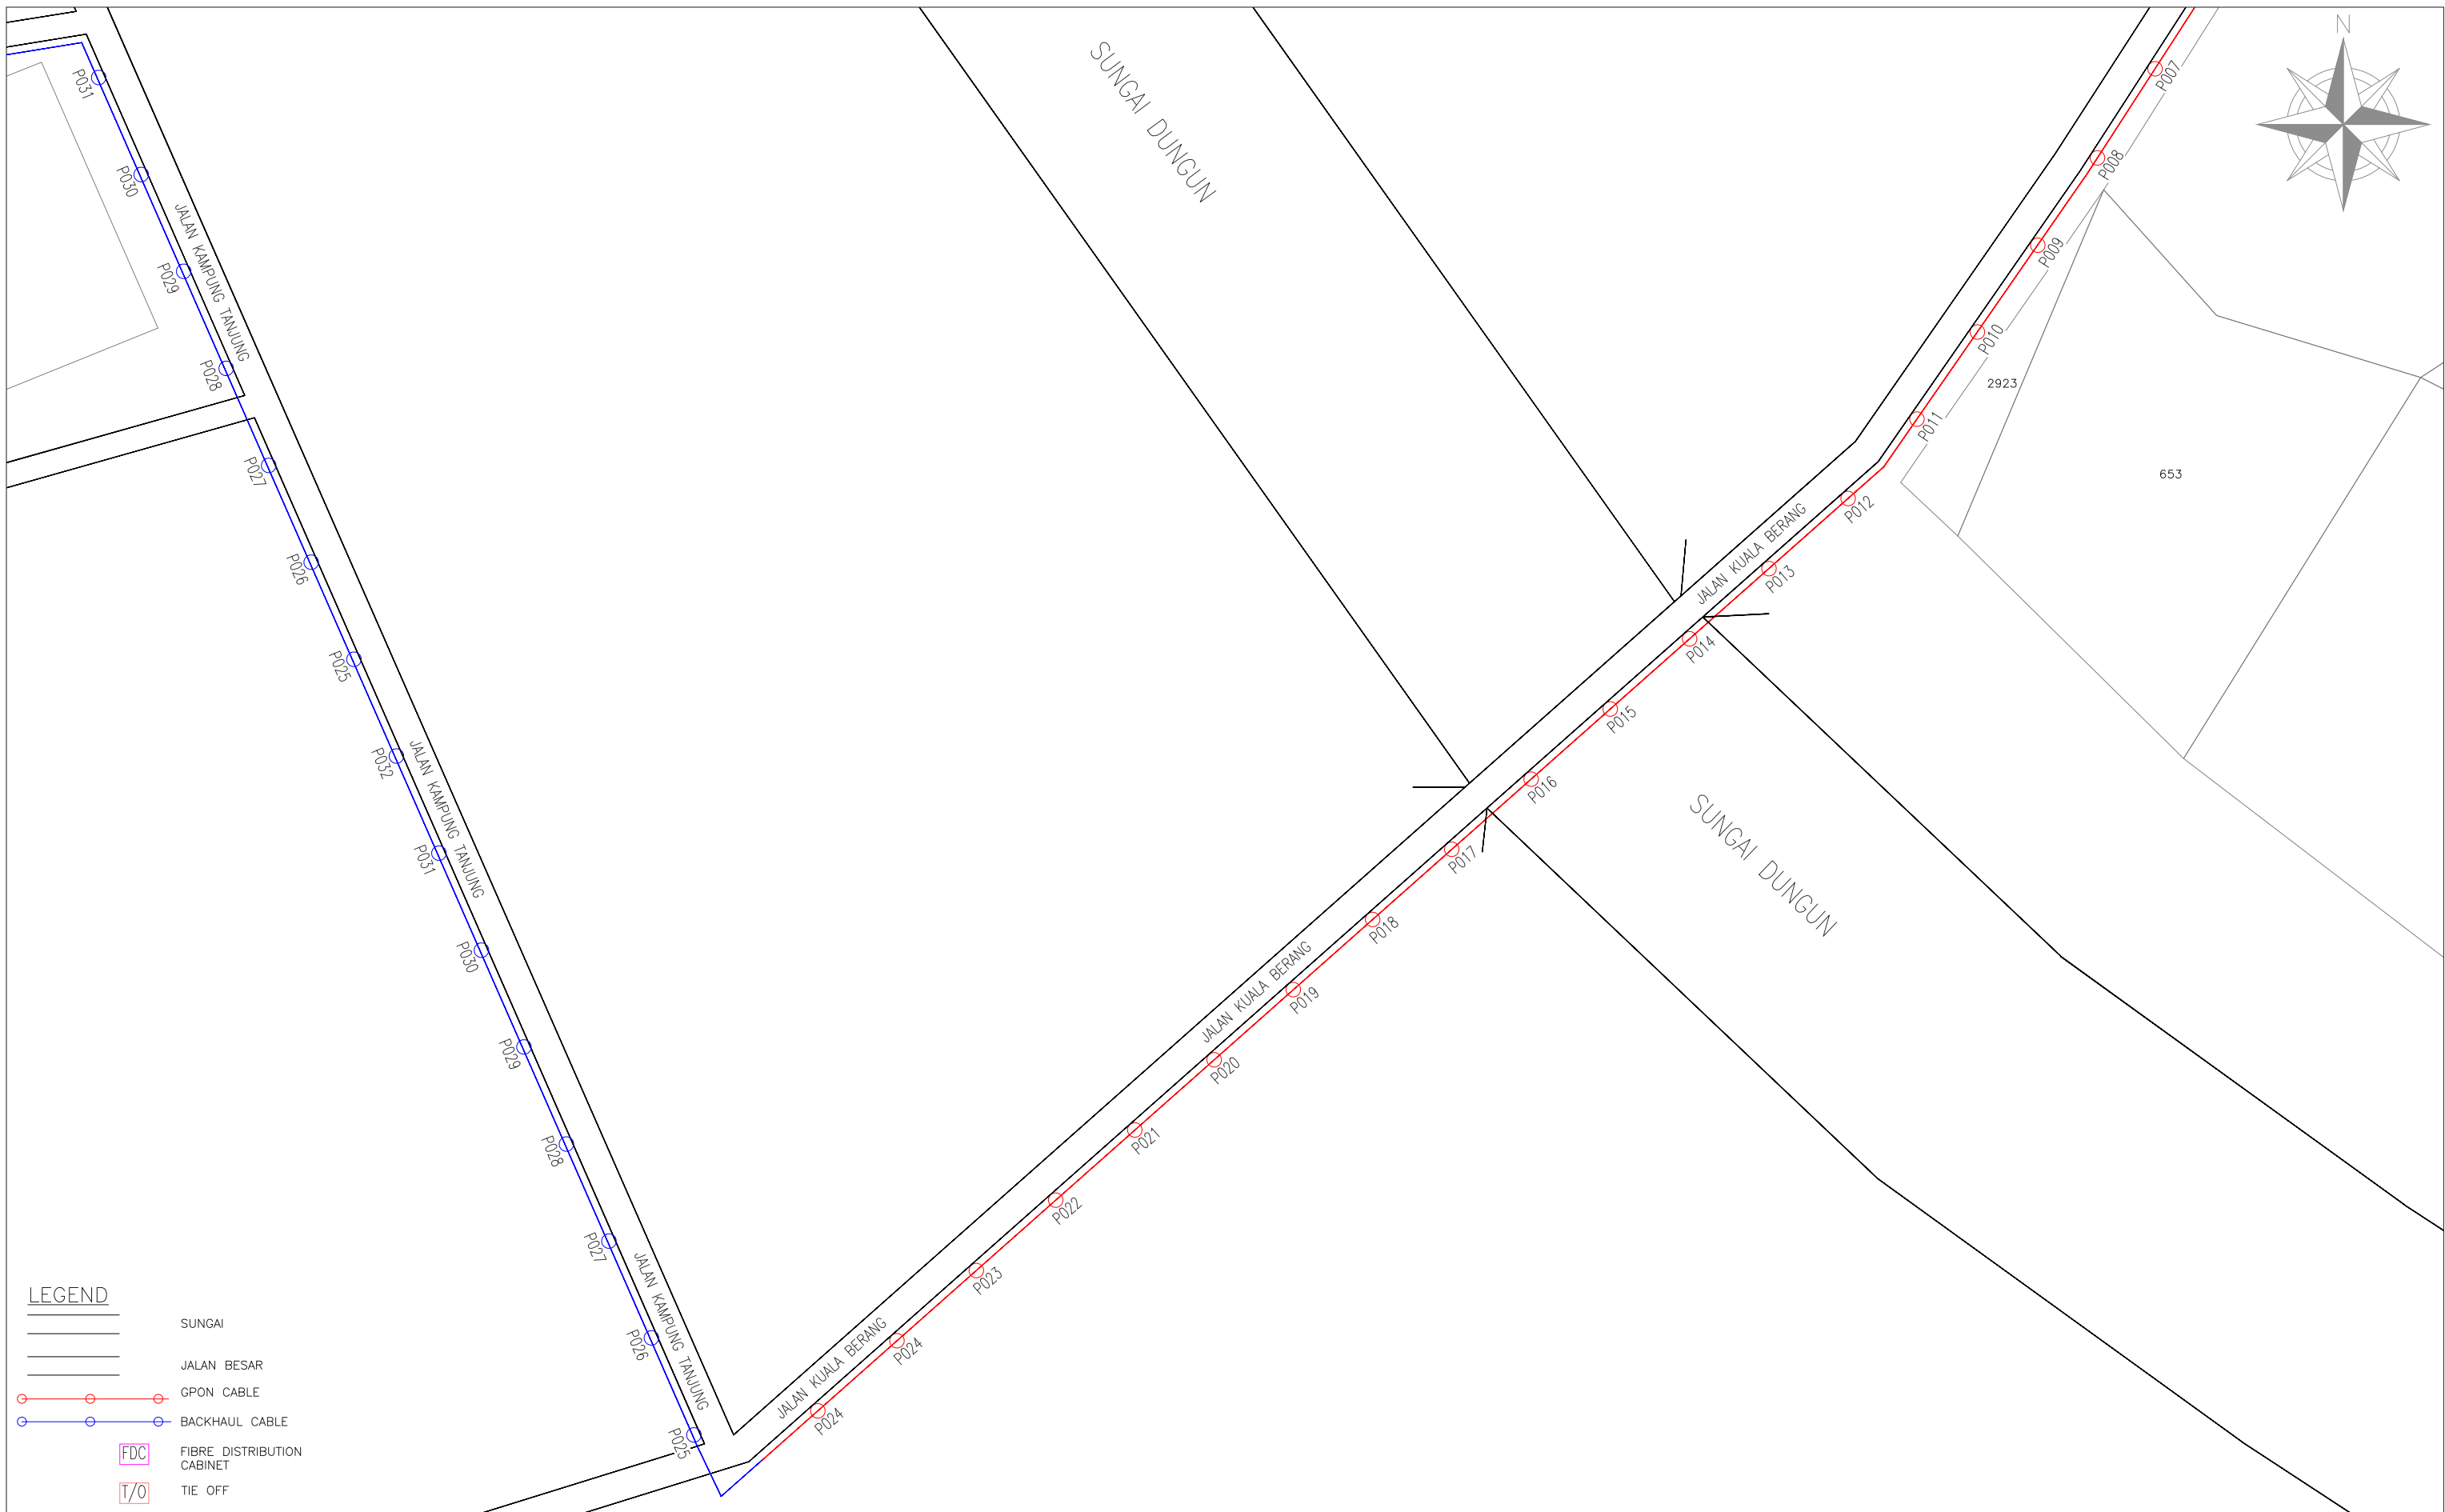 N
SUNGAI DUNGUN
P007
P008
P009
P010
P011
P012
P013
P014
P015
P016
P017
P018
P019
P020
P021
P022
P023
P024
P024
2923
653
JALAN KUALA BERANG
JALAN KUALA BERANG
JALAN KUALA BERANG
SUNGAI DUNGUN
P031
P030
P029
P028
P027
P026
P025
P032
P031
P030
P029
P028
P027
P026
P025
JALAN KAMPUNG TANJUNG
JALAN KAMPUNG TANJUNG
JALAN KAMPUNG TANJUNG
LEGEND
SUNGAI
JALAN BESAR
GPON CABLE
BACKHAUL CABLE
FDC
FIBRE DISTRIBUTION
CABINET
T/O
TIE OFF